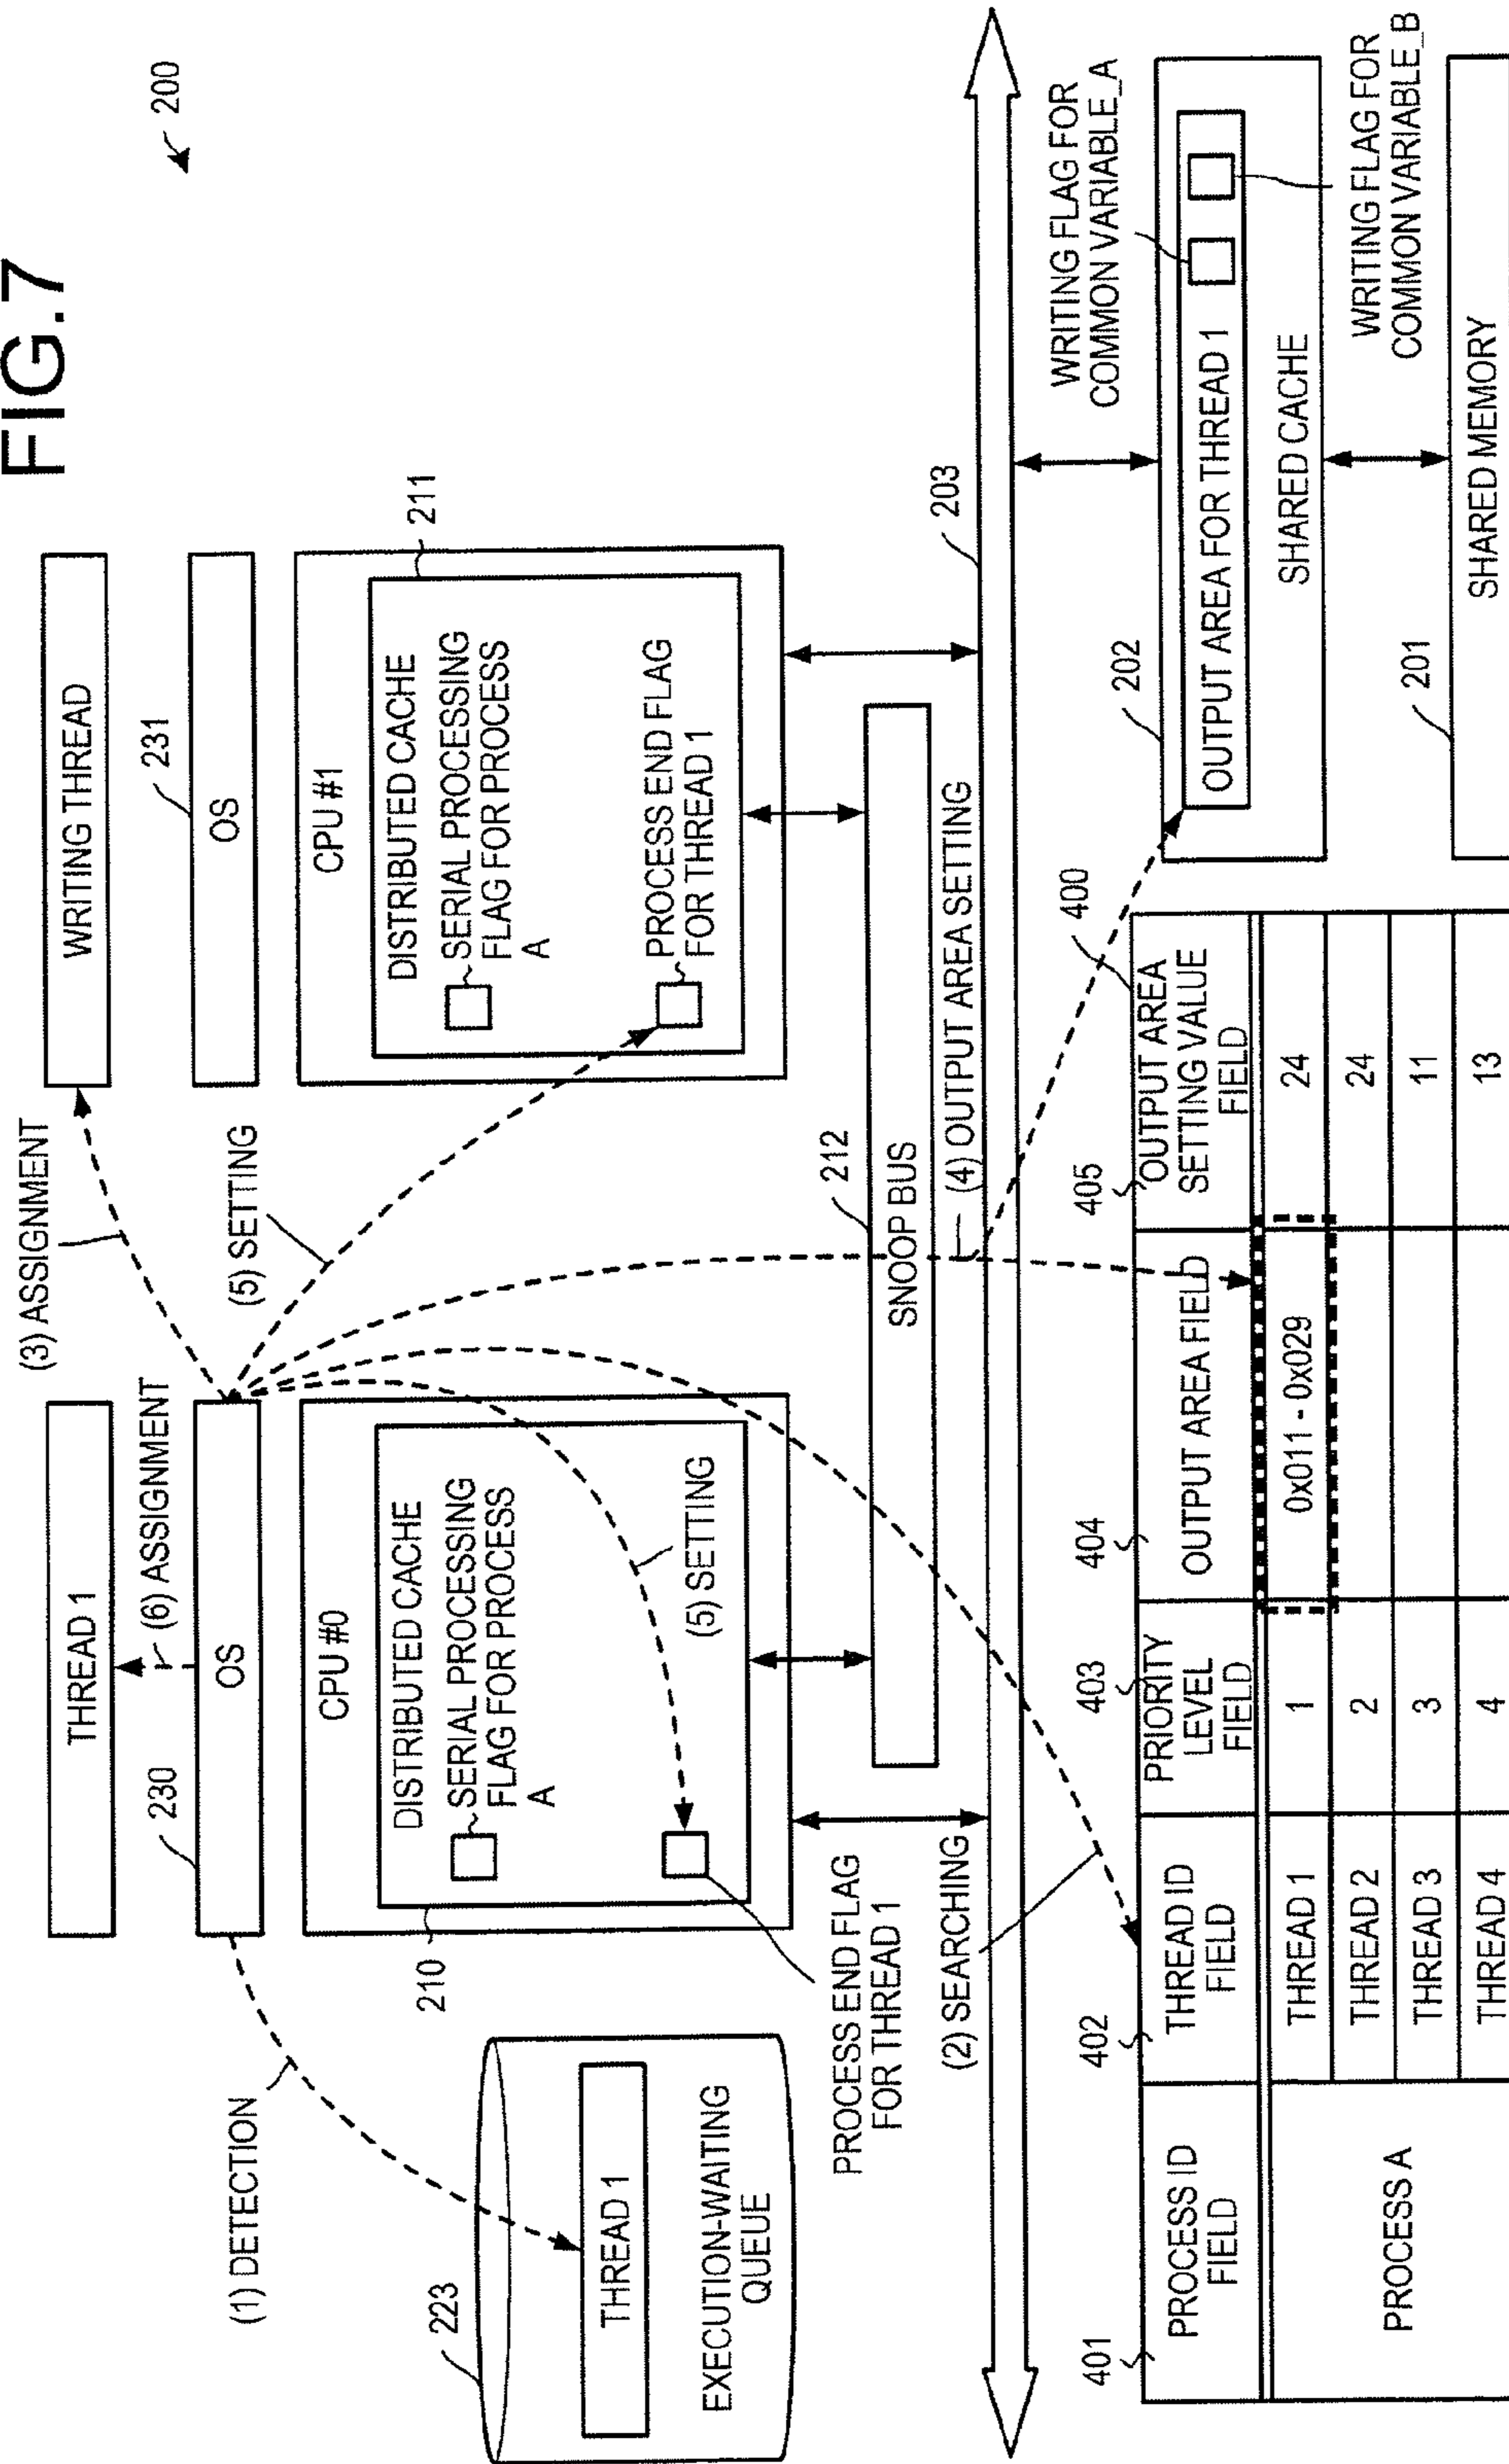 FIG.7
200
(3) ASSIGNMENT
THREAD 1
WRITING THREAD
(6) ASSIGNMENT
(1) DETECTION
230
OS
(5) SETTING
231
OS
223
THREAD 1
EXECUTION-WAITING
QUEUE
CPU #0
DISTRIBUTED CACHE
SERIAL PROCESSING
FLAG FOR PROCESS
A
(5) SETTING
210
PROCESS END FLAG
FOR THREAD 1
CPU #1
DISTRIBUTED CACHE
SERIAL PROCESSING
FLAG FOR PROCESS
A
PROCESS END FLAG
FOR THREAD 1
211
212
SNOOP BUS
(2) SEARCHING
(4) OUTPUT AREA SETTING
203
401
402
403
404
405
400
PROCESS ID
FIELD
THREAD ID
FIELD
PRIORITY
LEVEL
FIELD
OUTPUT AREA FIELD
OUTPUT AREA
SETTING VALUE
FIELD
PROCESS A
THREAD 1
1
0x011 - 0x029
24
THREAD 2
2
24
THREAD 3
3
11
THREAD 4
4
13
WRITING FLAG FOR
COMMON VARIABLE_A
202
OUTPUT AREA FOR THREAD 1
SHARED CACHE
WRITING FLAG FOR
COMMON VARIABLE_B
201
SHARED MEMORY